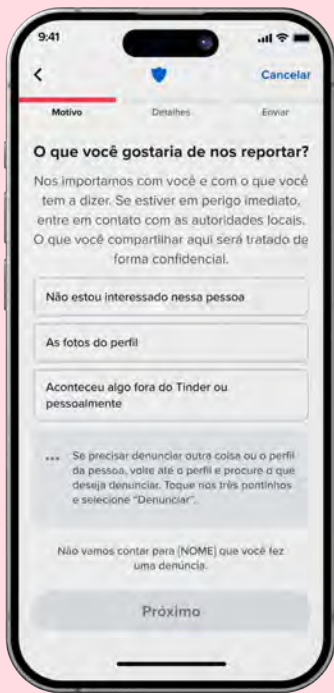 9:41
Cancelar
Motivo
Detalhes
Enviar
O que você gostaria de nos reportar?
Nos importamos com você e com o que você
tem a dizer. Se estiver em perigo imediato,
entre em contato com as autoridades locais.
O que você compartilhar aqui será tratado de
forma confidencial.
Não estou interessado nessa pessoa
As fotos do perfil
Aconteceu algo fora do Tinder ou
pessoalmente
Se precisar denunciar outra coisa ou o perfil
da pessoa, volte até o perfil e procure o que
deseja denunciar. Toque nos três pontinhos
e selecione “Denunciar”.
Não vamos contar para [NOME] que você fez
uma denúncia.
Próximo